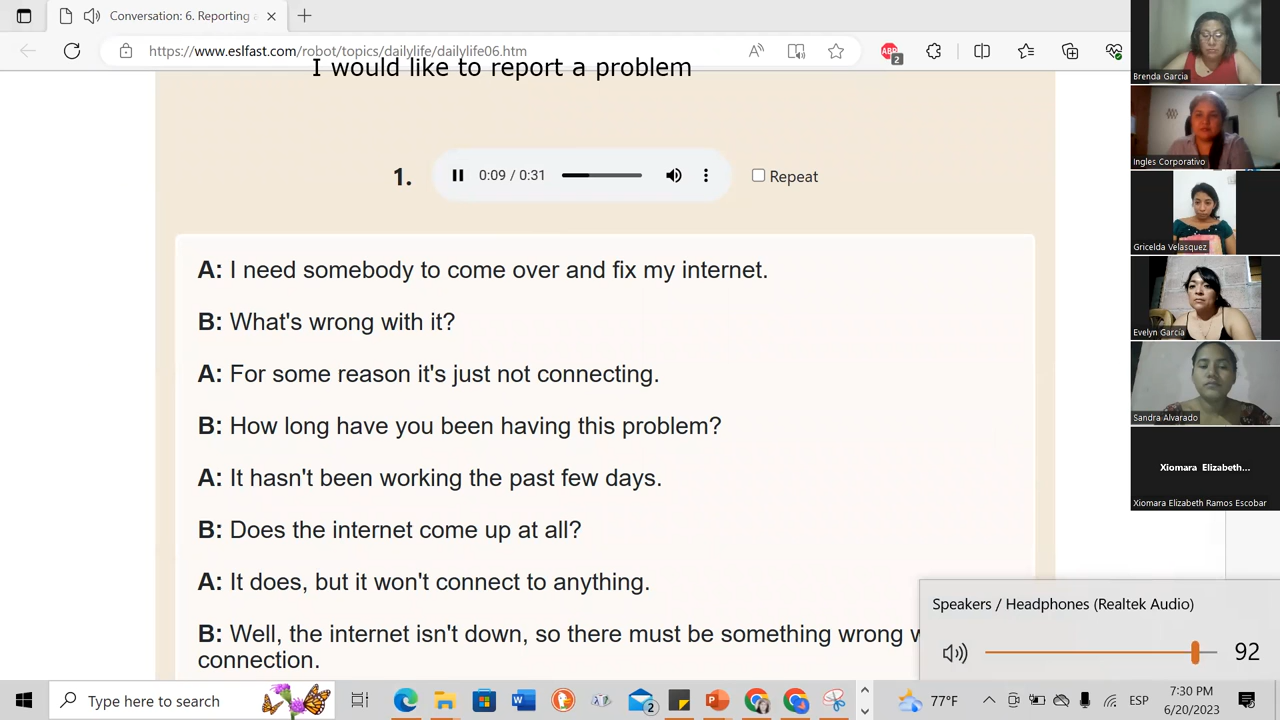 Conversation: 6. Reporting a
https://www.eslfast.com/robot/topics/dailylife/dailylife06.htm
I would like to report a problem
1.
0:09 / 0:31
Repeat
A: I need somebody to come over and fix my internet.
B: What's wrong with it?
A: For some reason it's just not connecting.
B: How long have you been having this problem?
A: It hasn't been working the past few days.
B: Does the internet come up at all?
A: It does, but it won't connect to anything.
B: Well, the internet isn't down, so there must be something wrong w
connection.
Brenda Garcia
Ingles Corporativo
Gricelda Velasquez
Evelyn Garcia
Sandra Alvarado
Xiomara Elizabeth...
Xiomara Elizabeth Ramos Escobar
Speakers / Headphones (Realtek Audio)
92
Type here to search
2
77°F
ESP
7:30 PM
6/20/2023
ABP
2